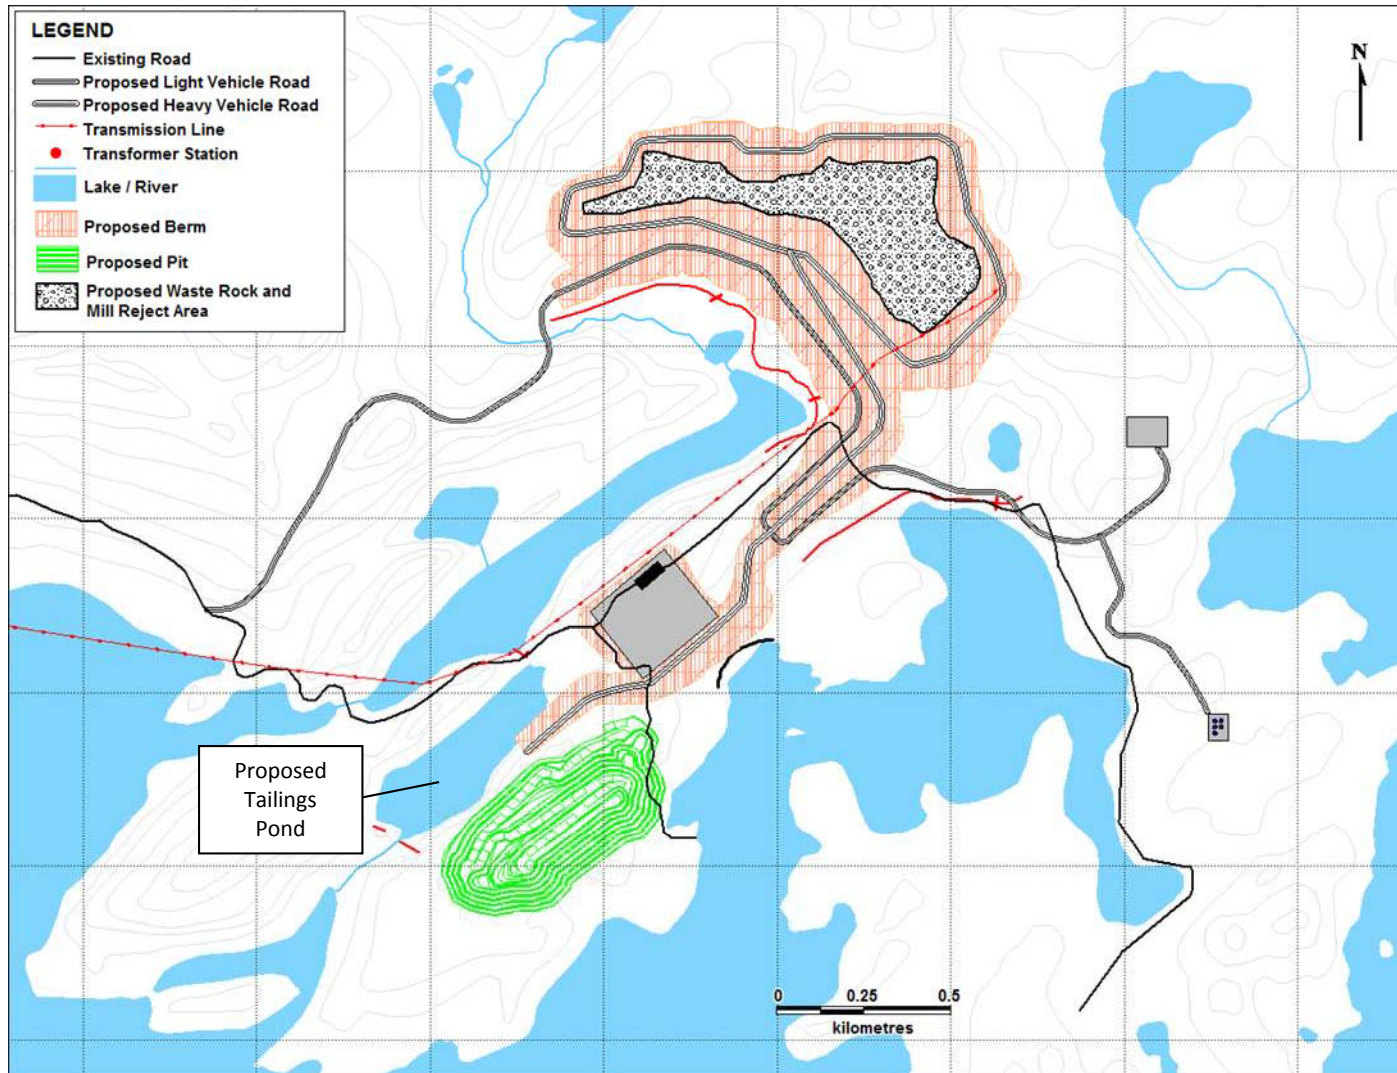 LEGEND
Existing Road
Proposed Light Vehicle Road
Proposed Heavy Vehicle Road
Transmission Line
Transformer Station
Lake / River
Proposed Berm
Proposed Pit
Proposed Waste Rock and
Mill Reject Area
N
Proposed
Tailings
Pond
0 0.25 0.5
kilometres